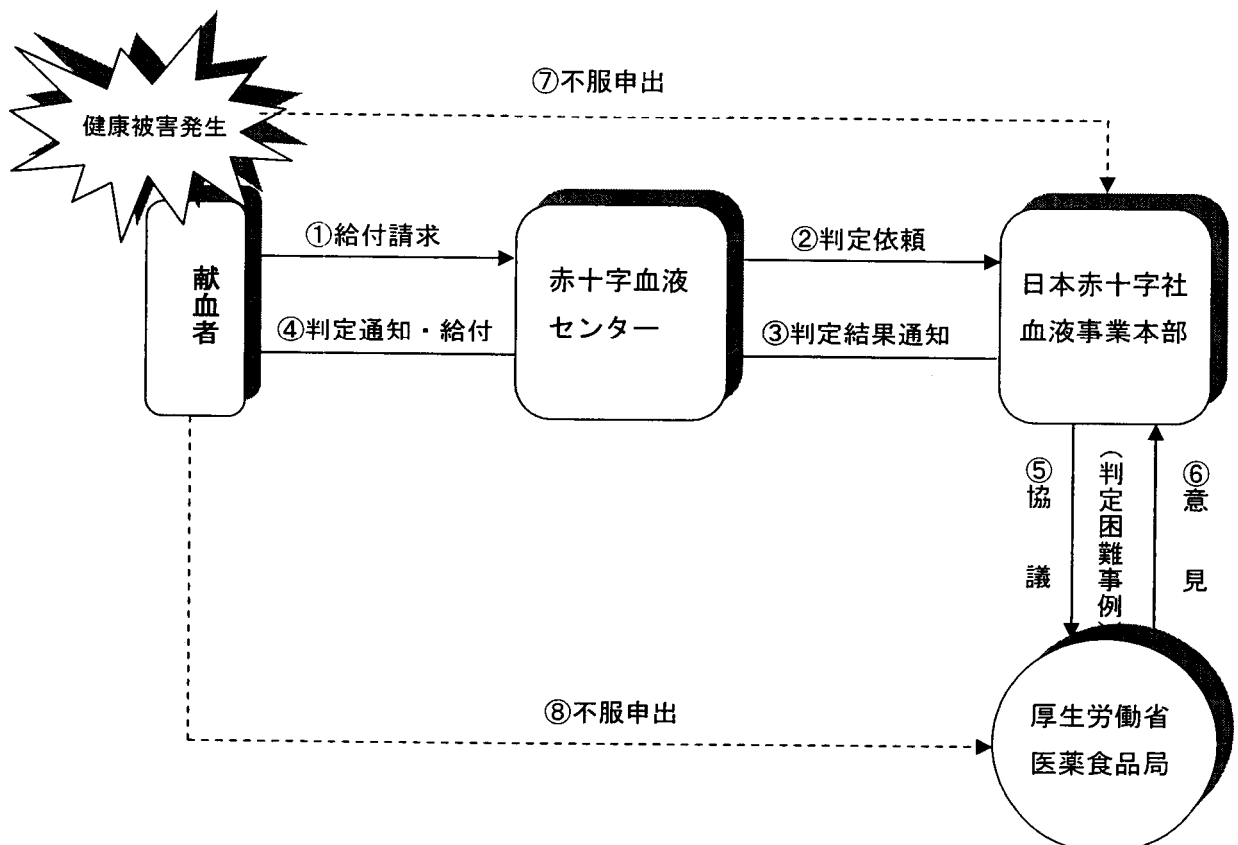 ⑦不服申出
健康被害発生
①給付請求
②判定依頼
献血者
赤十字血液
センター
日本赤十字社
血液事業本部
④判定通知・給付
③判定結果通知
⑤協議
(判定困難事例)
⑥意見
⑧不服申出
厚生労働省
医薬食品局